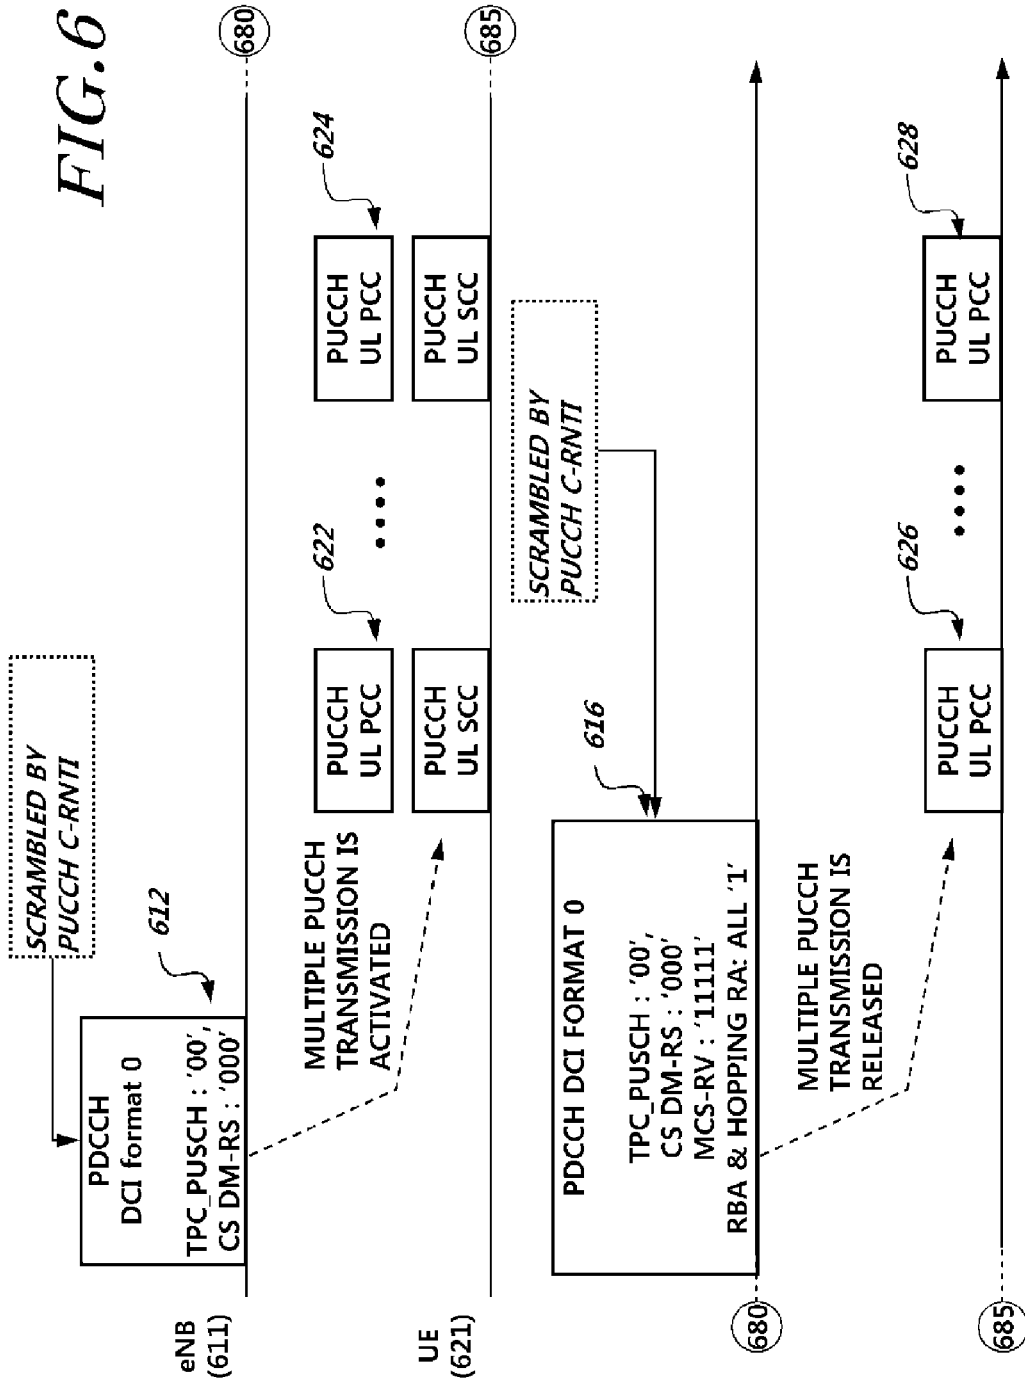 FIG.6
SCRAMBLED BY
PUCCH C-RNTI
612
PDCCH
DCI format 0
TPC_PUSCH : '00',
CS DM-RS : '000'
eNB
(611)
680
MULTIPLE PUCCH
TRANSMISSION IS
ACTIVATED
622
624
PUCCH
UL PCC
PUCCH
UL PCC
PUCCH
UL SCC
PUCCH
UL SCC
UE
(621)
685
SCRAMBLED BY
PUCCH C-RNTI
616
PDCCH DCI FORMAT 0
TPC_PUSCH : '00',
CS DM-RS : '000'
MCS-RV : '11111'
RBA & HOPPING RA: ALL '1'
680
MULTIPLE PUCCH
TRANSMISSION IS
RELEASED
626
628
PUCCH
UL PCC
PUCCH
UL PCC
685